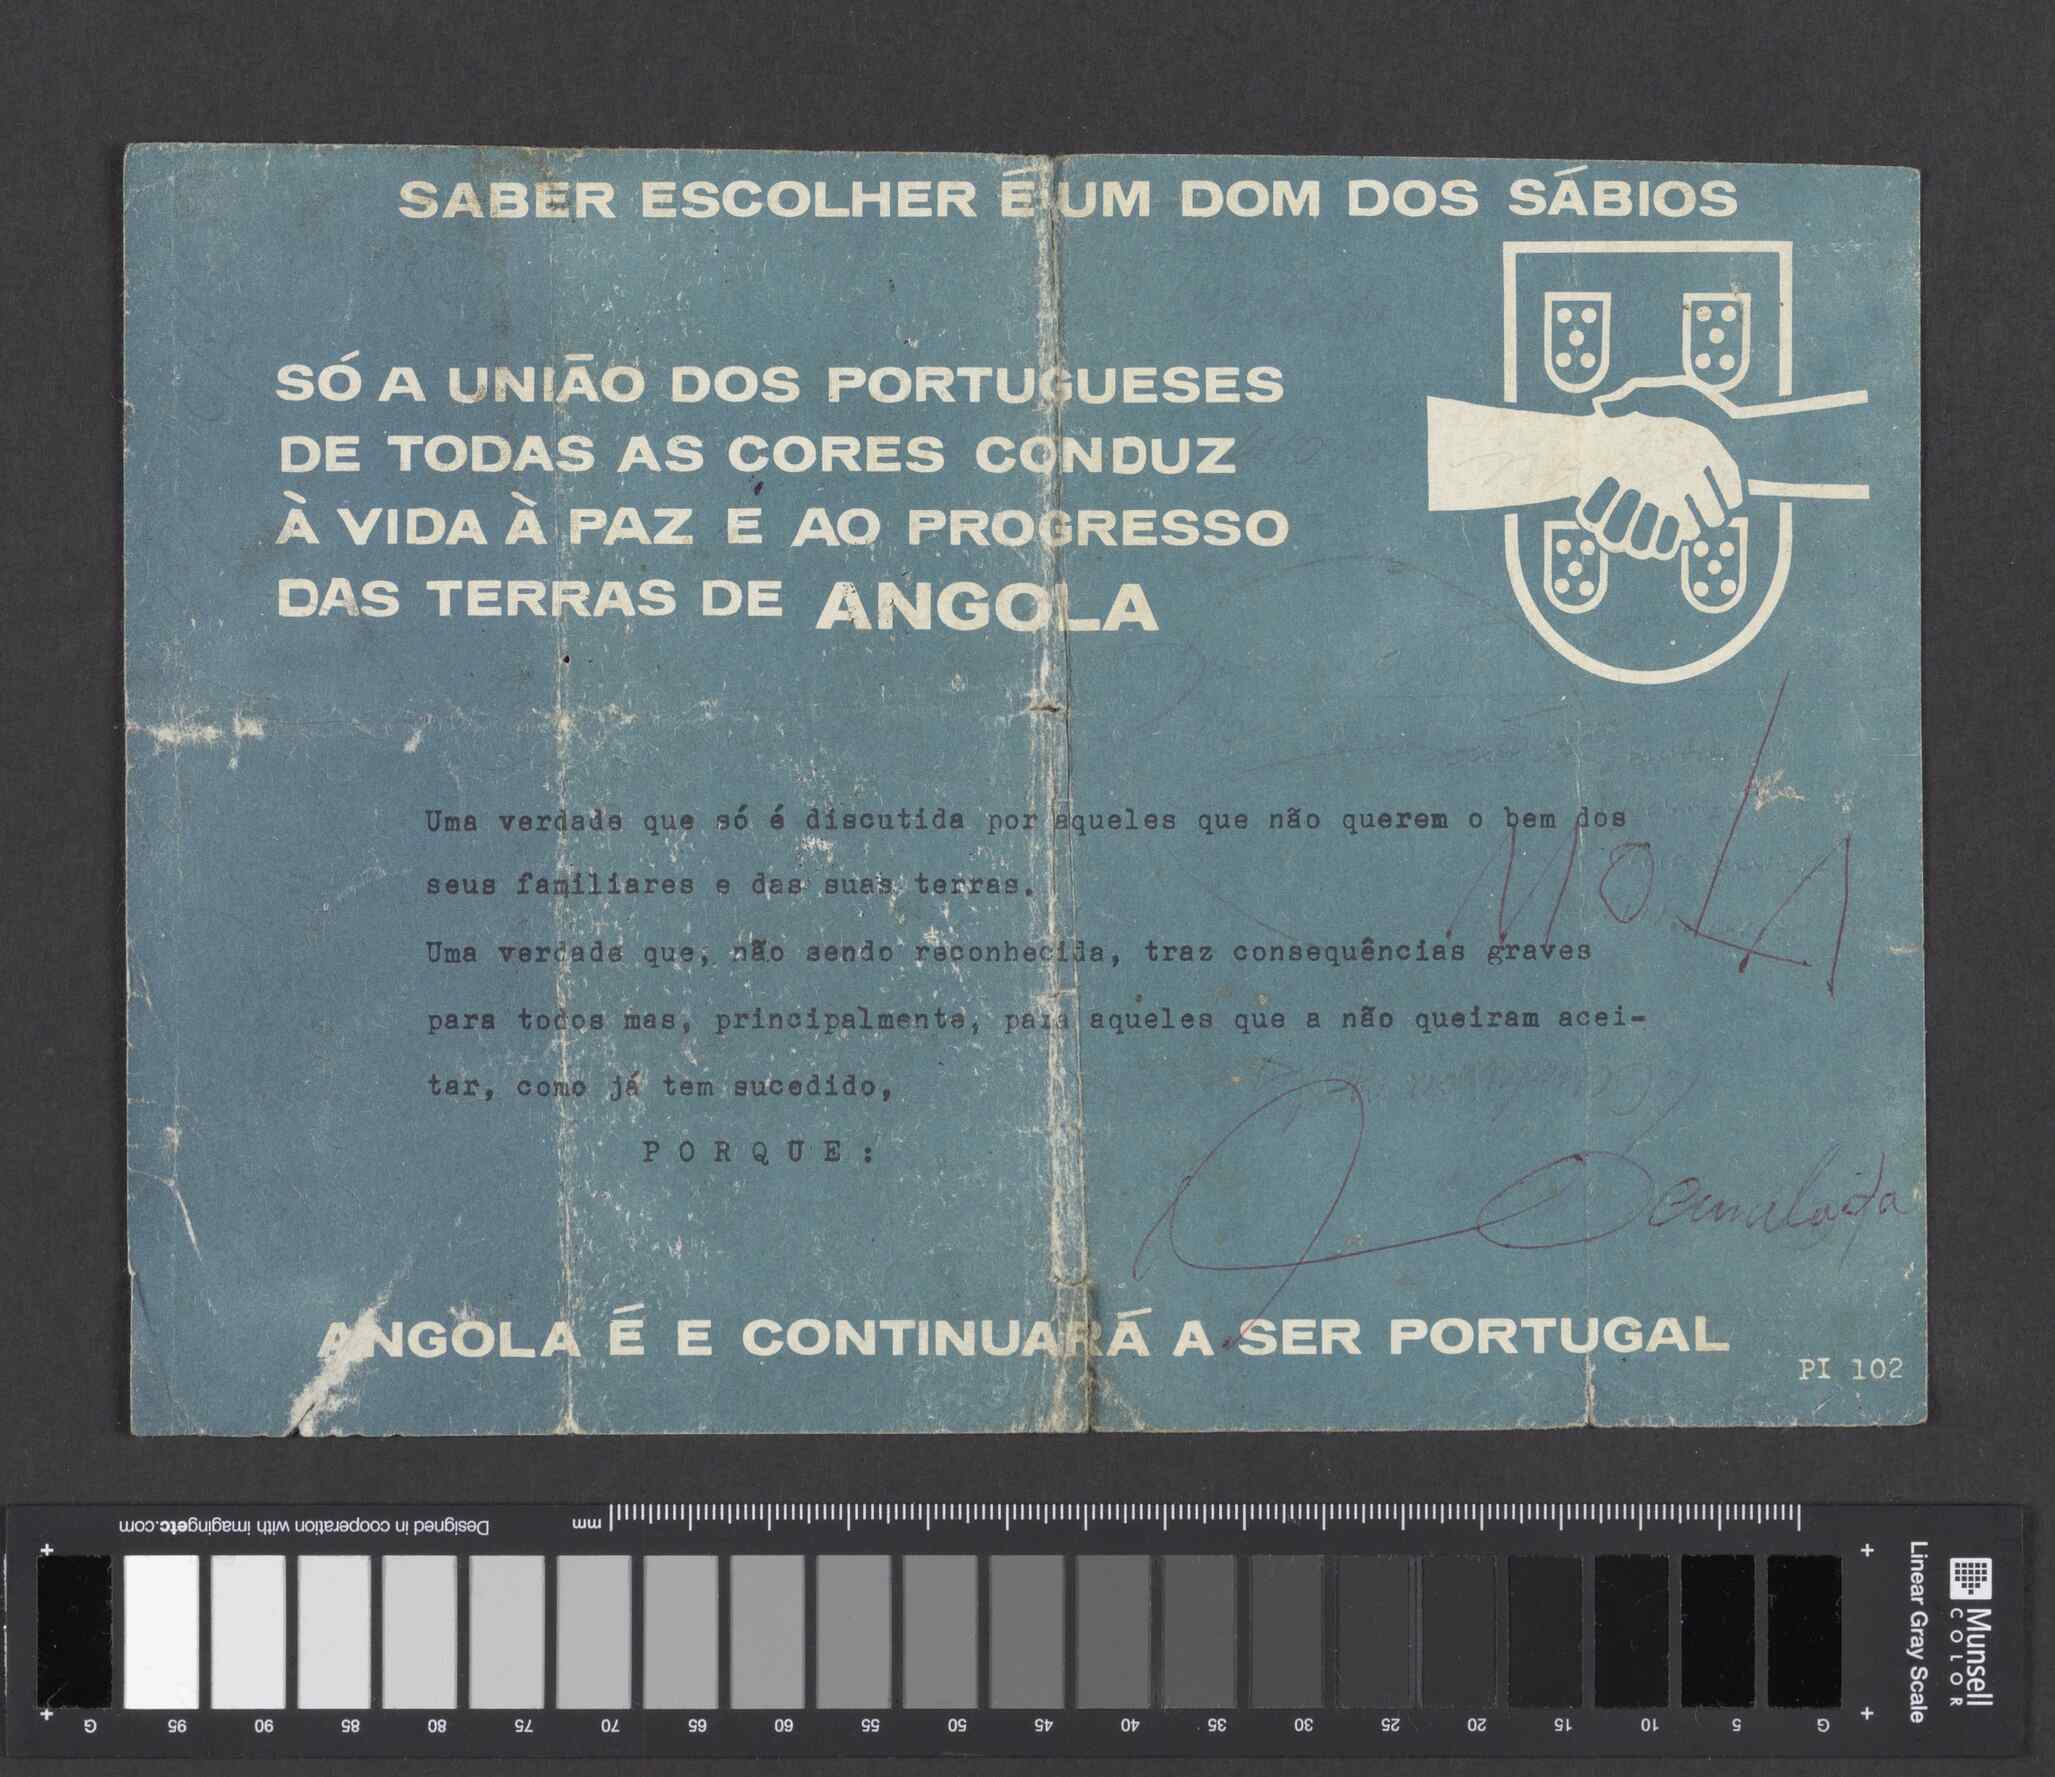 SABER ESCOLHER É UM DOM DOS SÁBIOS
SÓ A UNIÃO DOS PORTUGUESES
DE TODAS AS CORES CONDUZ
À VIDA À PAZ E AO PROGRESSO
DAS TERRAS DE ANGOLA
Uma verdade que só é discutida por aqueles que não querem o bem dos
seus familiares e das suas terras.
Uma verdade que, não sendo reconhecida, traz consequências graves
para todos mas, principalmente, para aqueles que a não queiram acei-
tar, como já tem sucedido,
PORQUE:
ANGOLA É E CONTINUARÁ A SER PORTUGAL
PI 102
Designed in cooperation with imagingetc.com
mm
G 95 90 85 80 75 70 65 60 55 50 45 40 35 30 25 20 15 10 5 G
Linear Gray Scale
Munsell
COLOR